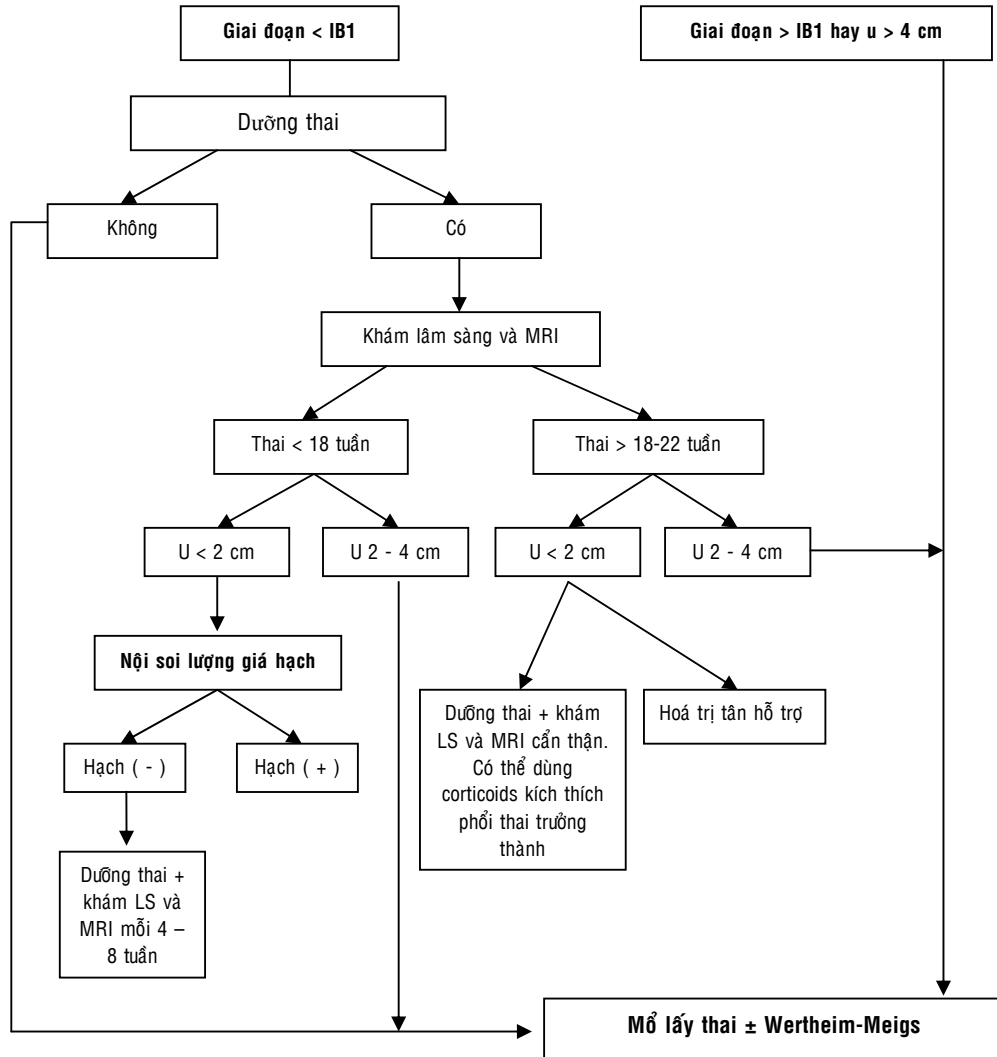 Giai đoạn < IB1
Giai đoạn > IB1 hay u > 4 cm
Dưỡng thai
Không
Có
Khám lâm sàng và MRI
Thai < 18 tuần
Thai > 18-22 tuần
U < 2 cm
U 2 - 4 cm
U < 2 cm
U 2 - 4 cm
Nội soi lượng giá hạch
Hạch ( - )
Hạch ( + )
Dưỡng thai + khám
LS và MRI cẩn thận.
Có thể dùng
corticoids kích thích
phổi thai trưởng
thành
Hoá trị tân hỗ trợ
Dưỡng thai +
khám LS và
MRI mỗi 4 –
8 tuần
Mổ lấy thai ± Wertheim-Meigs